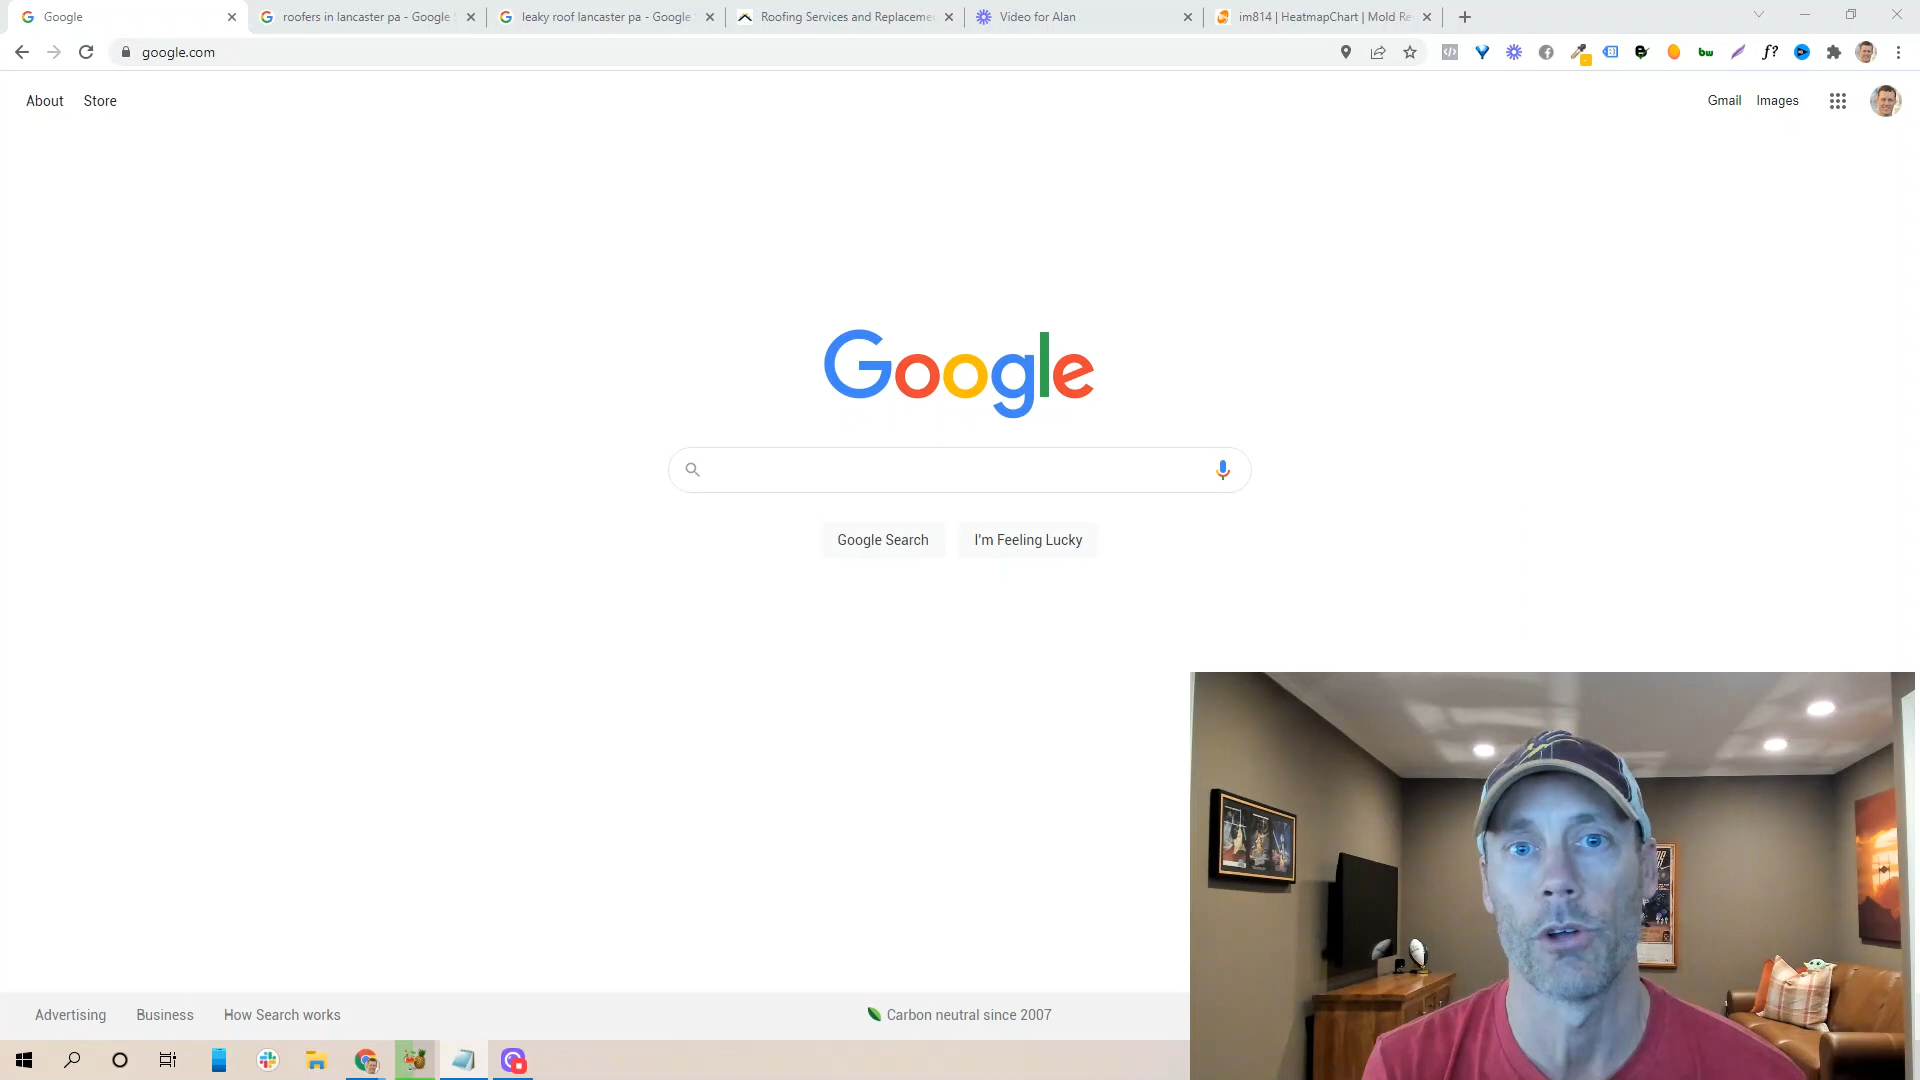 Google
roofers in lancaster pa - Google
leaky roof lancaster pa - Google
Roofing Services and Replaceme
Video for Alan
im814 | HeatmapChart | Mold Re
google.com
bw
f?
About
Store
Gmail
Images
Google
Google Search
I'm Feeling Lucky
Advertising
Business
How Search works
Carbon neutral since 2007